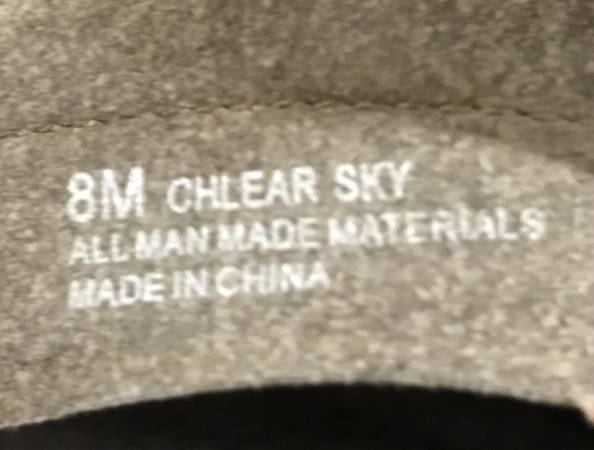 8M CHLEAR SKY
ALL MAN MADE MATERIALS
MADE IN CHINA